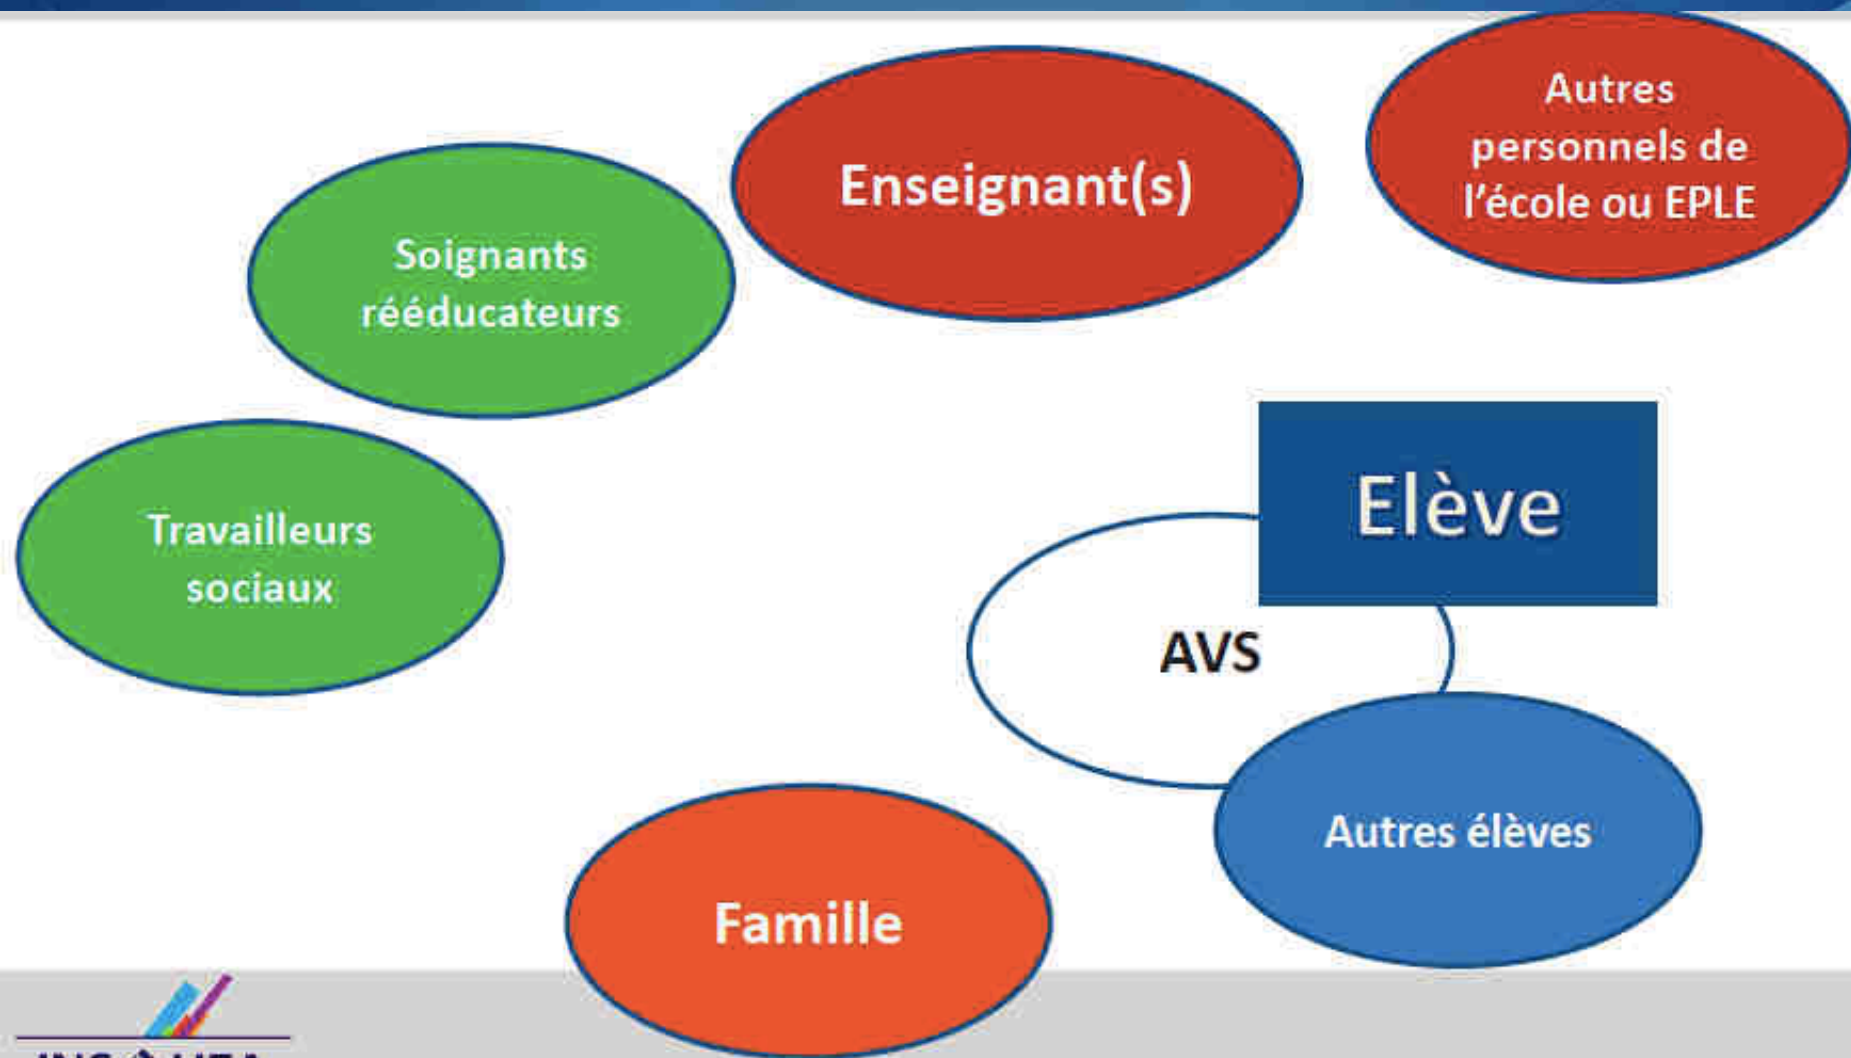 Autres
personnels de
l'école ou EPLE
Enseignant(s)
Soignants
rééducateurs
Elève
Travailleurs
sociaux
AVS
Autres élèves
Famille